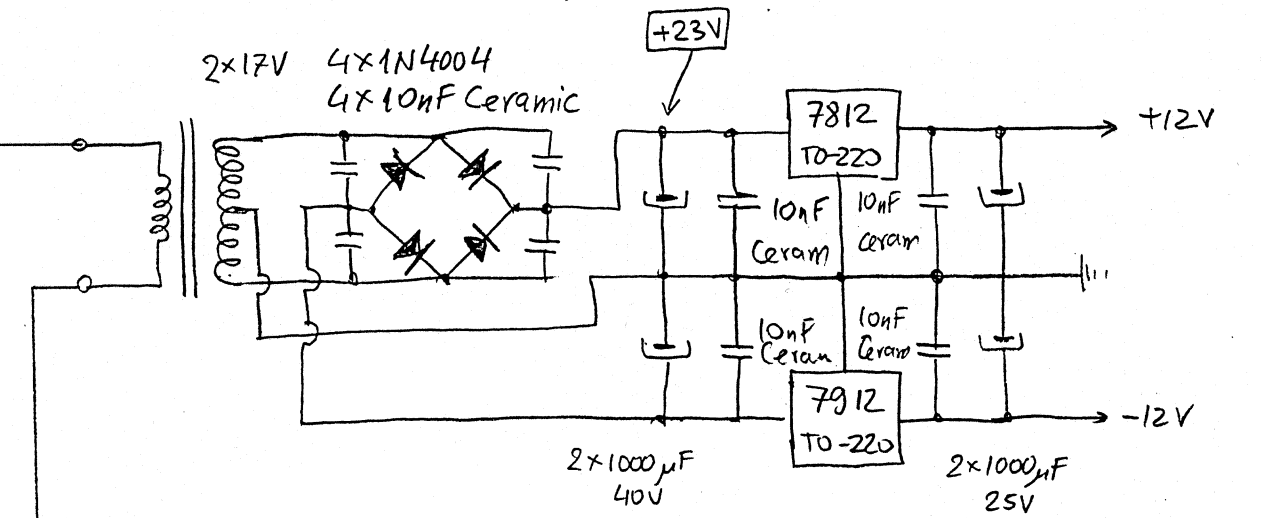 +23V
2×17V 4×1N4004
4×10nF Ceramic
7812
TO-220
+12V
10nF
Ceram
10nF
Ceram
10nF
Ceram
10nF
Ceram
7912
TO-220
-12V
2×1000µF
40V
2×1000µF
25V